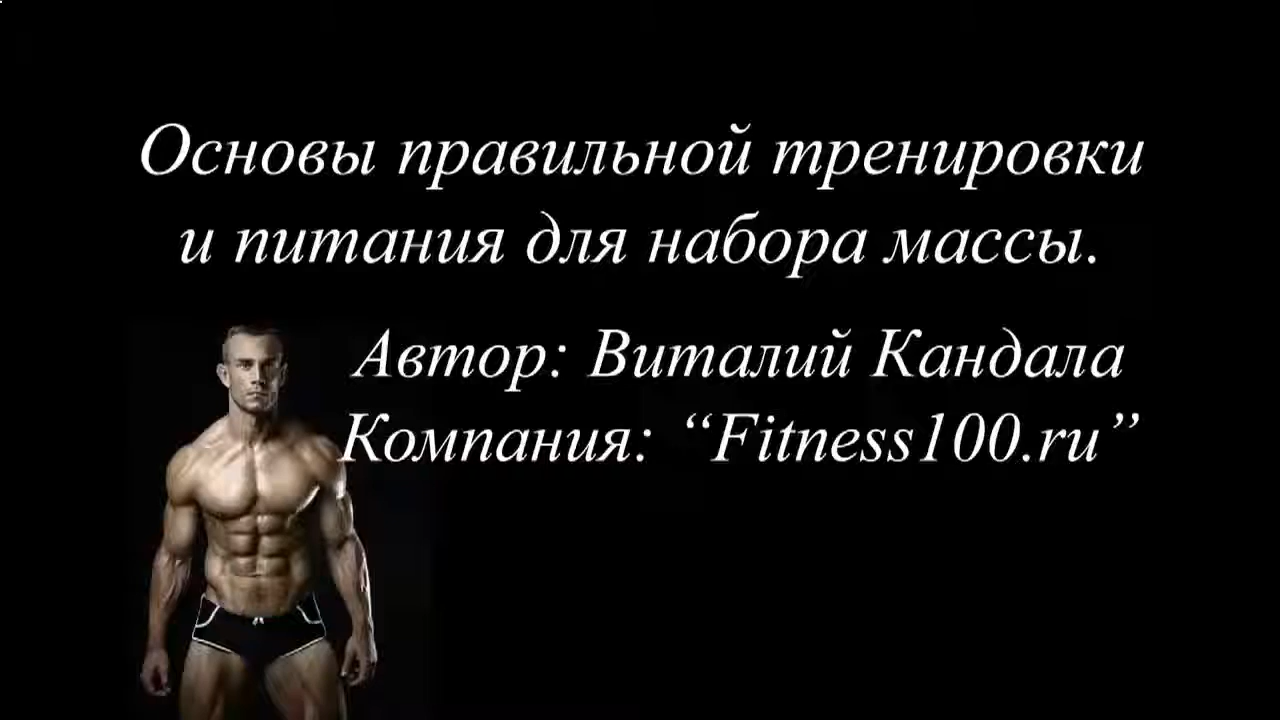 Основы правильной тренировки
и питания для набора массы.
Автор: Виталий Кандала
Компания: “Fitness100.ru”